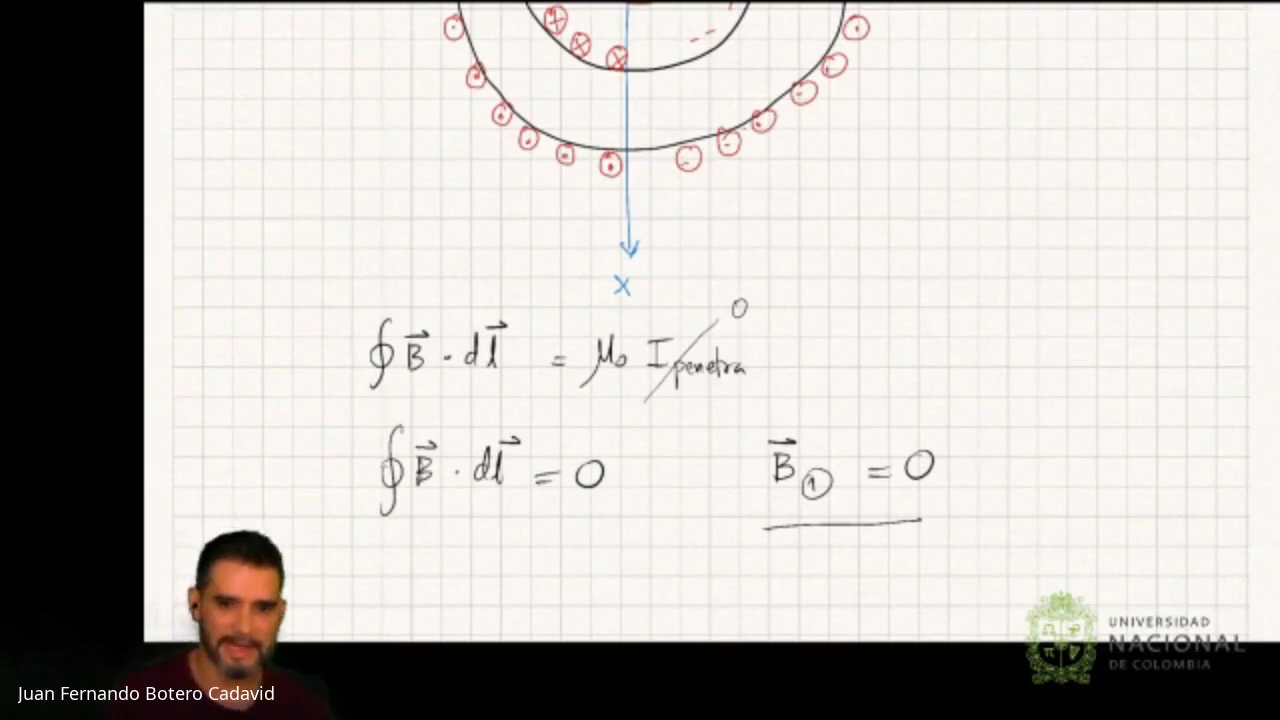 X
∮ B⃗ · dl⃗ = μ₀ I penetra 0
∮ B⃗ · dl⃗ = 0
B⃗ ① = 0
UNIVERSIDAD
NACIONAL
DE COLOMBIA
Juan Fernando Botero Cadavid